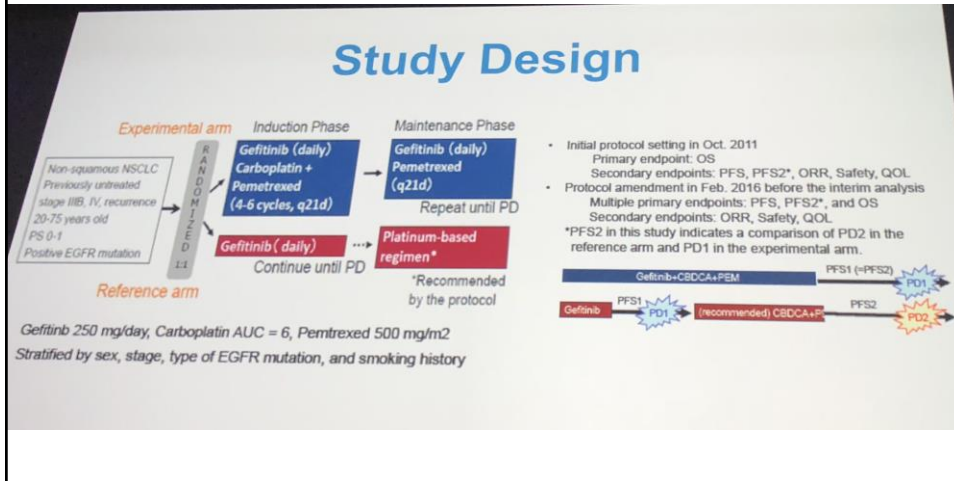 Study Design
Experimental arm
Induction Phase
Maintenance Phase
Non-squamous NSCLC
Previously untreated
stage IIIB, IV, recurrence
20-75 years old
PS 0-1
Positive EGFR mutation
RANDOMIZED
1:1
Gefitinib (daily)
Carboplatin +
Pemetrexed
(4-6 cycles, q21d)
Gefitinib (daily)
Pemetrexed
(q21d)
Repeat until PD
Gefitinib (daily)
Continue until PD
Platinum-based
regimen*
*Recommended
by the protocol
Reference arm
Gefitinb 250 mg/day, Carboplatin AUC = 6, Pemtrexed 500 mg/m2
Stratified by sex, stage, type of EGFR mutation, and smoking history
• Initial protocol setting in Oct. 2011
Primary endpoint: OS
Secondary endpoints: PFS, PFS2*, ORR, Safety, QOL
• Protocol amendment in Feb. 2016 before the interim analysis
Multiple primary endpoints: PFS, PFS2*, and OS
Secondary endpoints: ORR, Safety, QOL
*PFS2 in this study indicates a comparison of PD2 in the
reference arm and PD1 in the experimental arm.
Gefitnib+CBDCA+PEM
PFS1 (=PFS2)
PD1
Gefitinib
PFS1
PD1
(recommended) CBDCA+P
PFS2
PD2